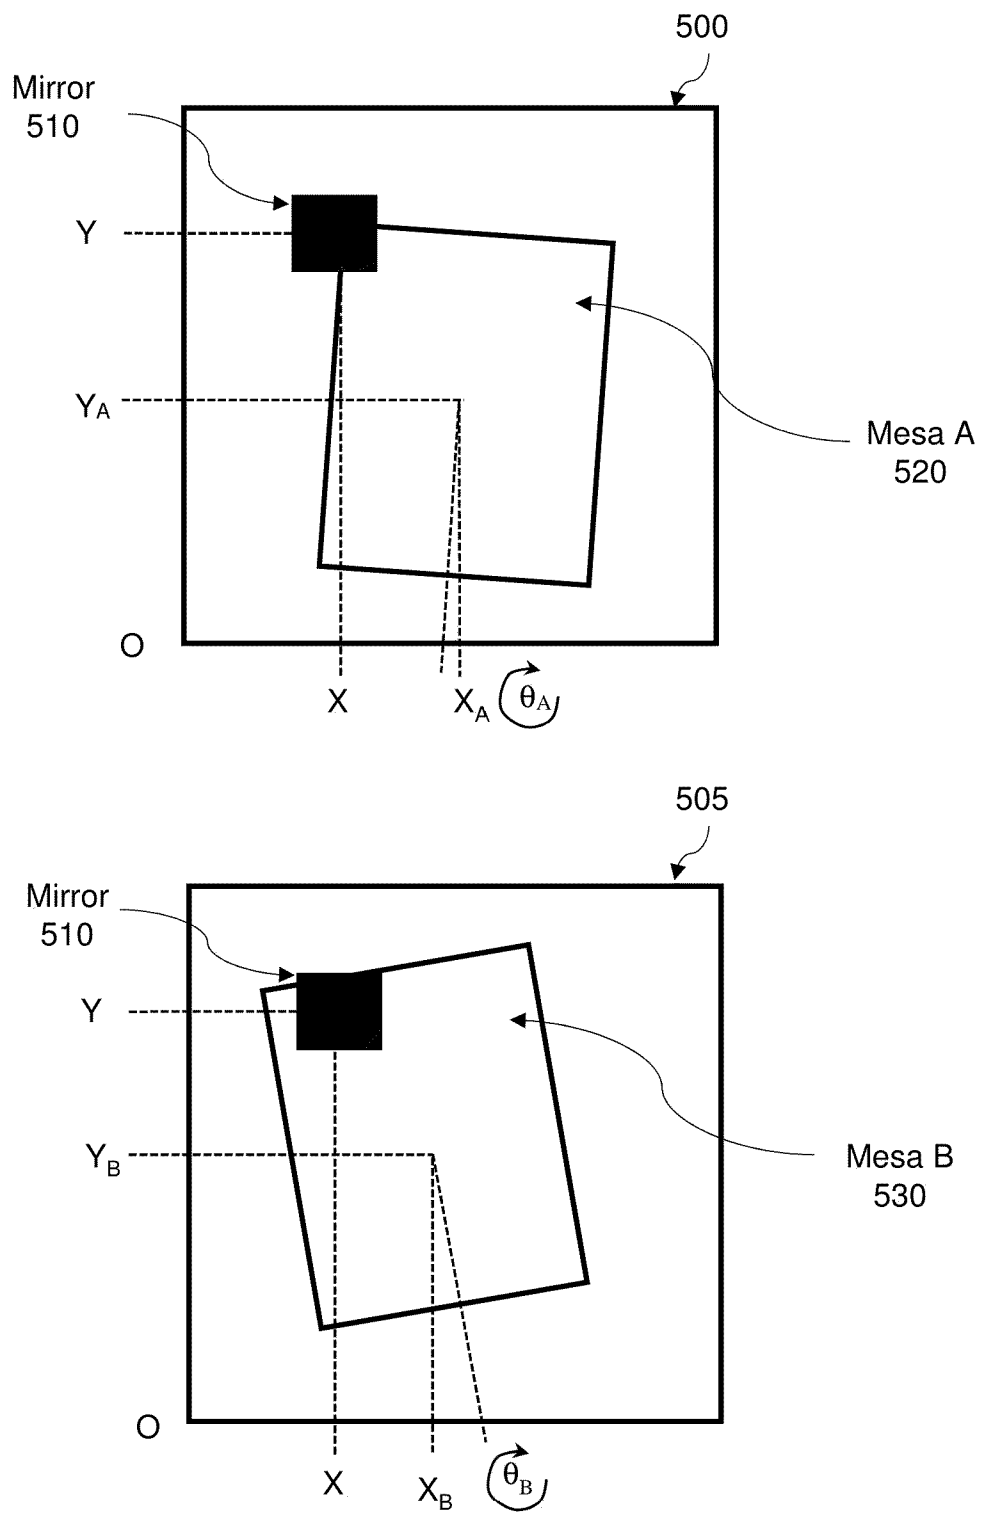 500
Mirror
510
Y
YA
Mesa A
520
O
X
XA
θA
505
Mirror
510
Y
YB
Mesa B
530
O
X
XB
θB